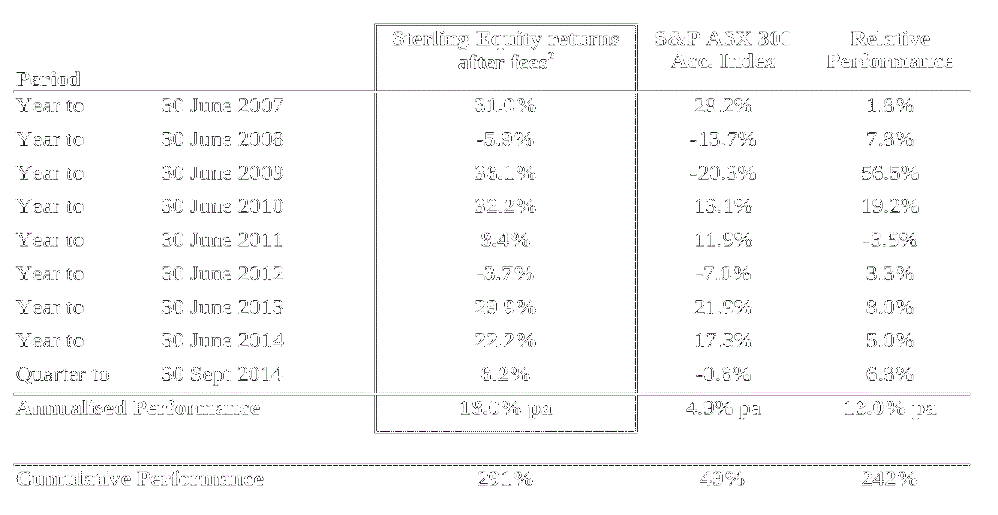 Sterling Equity returns S&P ASX 300 Relative
after fees² Acc. Index Performance
Period
Year to 30 June 2007 31.0% 29.2% 1.8%
Year to 30 June 2008 -5.9% -13.7% 7.8%
Year to 30 June 2009 36.1% -20.3% 56.5%
Year to 30 June 2010 32.2% 13.1% 19.2%
Year to 30 June 2011 8.4% 11.9% -3.5%
Year to 30 June 2012 -3.7% -7.0% 3.3%
Year to 30 June 2013 29.9% 21.9% 8.0%
Year to 30 June 2014 22.2% 17.3% 5.0%
Quarter to 30 Sept 2014 6.2% -0.6% 6.8%
Annualised Performance 18.0% pa 4.9% pa 13.0% pa
Cumulative Performance 291% 49% 242%